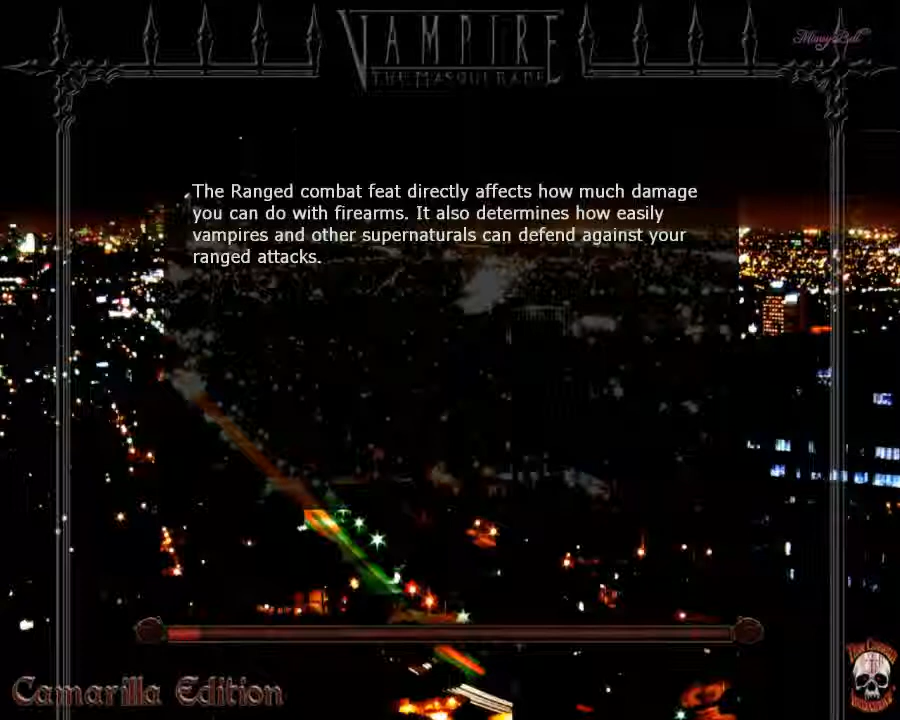 VAMPIRE
THE MASQUERADE
The Ranged combat feat directly affects how much damage
you can do with firearms. It also determines how easily
vampires and other supernaturals can defend against your
ranged attacks.
Camarilla Edition